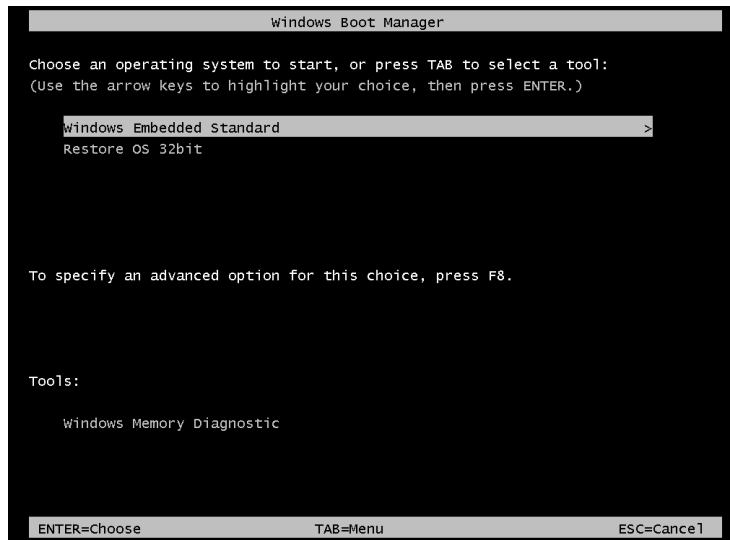 Windows Boot Manager
Choose an operating system to start, or press TAB to select a tool:
(Use the arrow keys to highlight your choice, then press ENTER.)
Windows Embedded Standard >
Restore OS 32bit
To specify an advanced option for this choice, press F8.
Tools:
Windows Memory Diagnostic
ENTER=Choose TAB=Menu ESC=Cancel